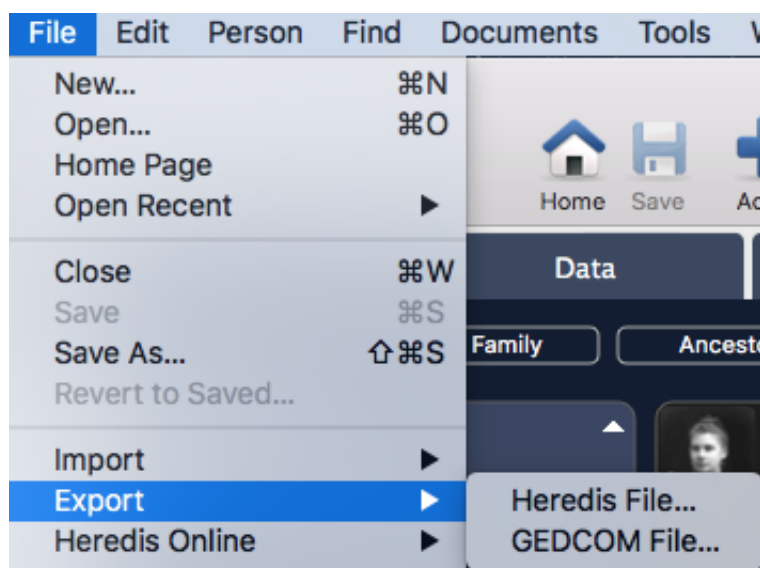 File Edit Person Find Documents Tools
New... ⌘N
Open... ⌘O
Home Page
Open Recent ▶
Home Save
Close ⌘W
Data
Save ⌘S
Save As... ⇧⌘S
Family
Revert to Saved...
Import ▶
Export ▶
Heredis File...
Heredis Online ▶
GEDCOM File...